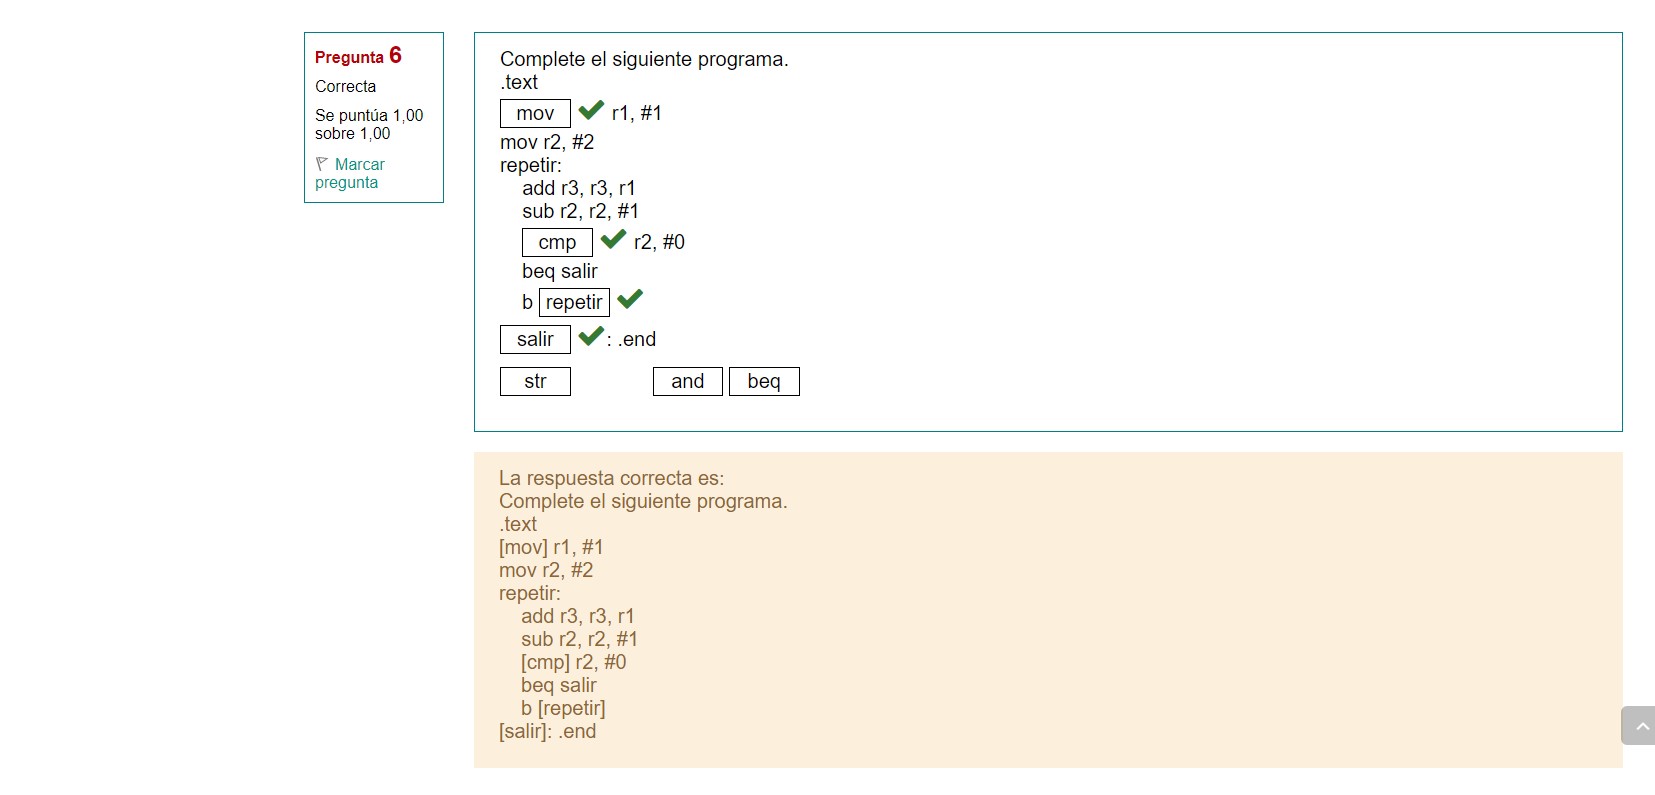 Pregunta 6
Correcta
Se puntúa 1,00
sobre 1,00
Marcar
pregunta
Complete el siguiente programa.
.text
mov r1, #1
mov r2, #2
repetir:
add r3, r3, r1
sub r2, r2, #1
cmp r2, #0
beq salir
b repetir
salir : .end
str and beq
La respuesta correcta es:
Complete el siguiente programa.
.text
[mov] r1, #1
mov r2, #2
repetir:
add r3, r3, r1
sub r2, r2, #1
[cmp] r2, #0
beq salir
b [repetir]
[salir]: .end